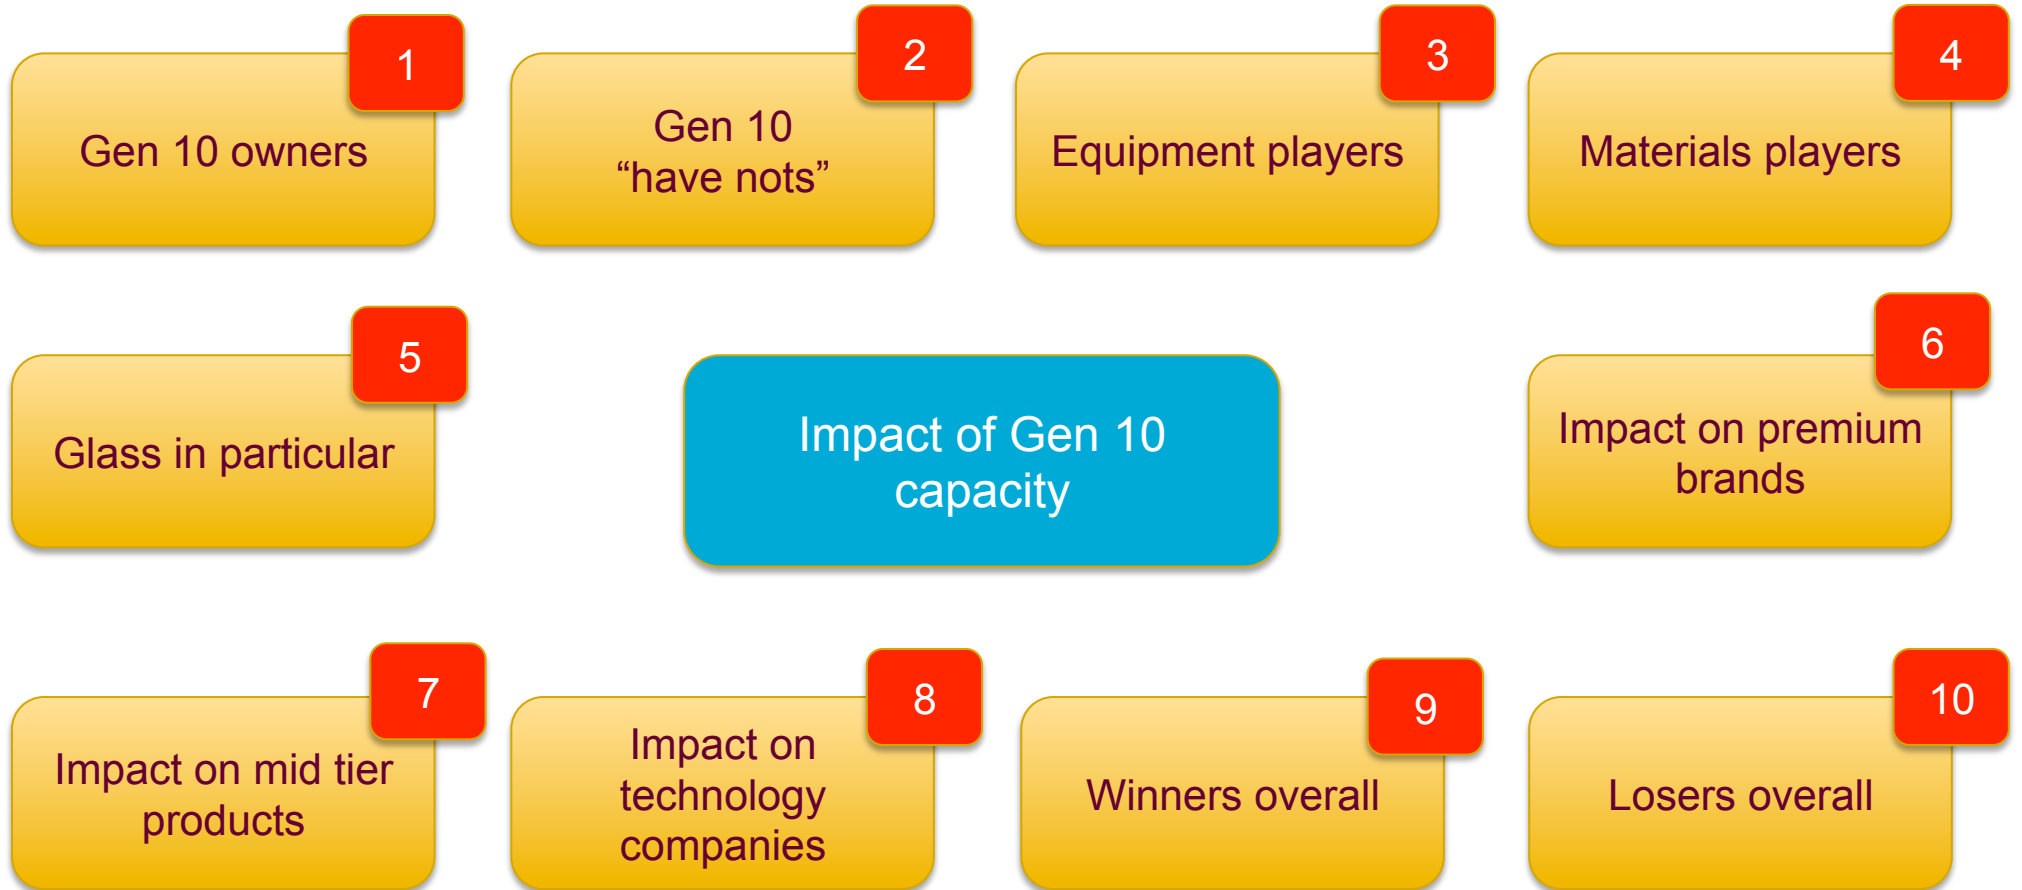 1
Gen 10 owners
2
Gen 10
“have nots”
3
Equipment players
4
Materials players
5
Glass in particular
Impact of Gen 10
capacity
6
Impact on premium
brands
7
Impact on mid tier
products
8
Impact on
technology
companies
9
Winners overall
10
Losers overall